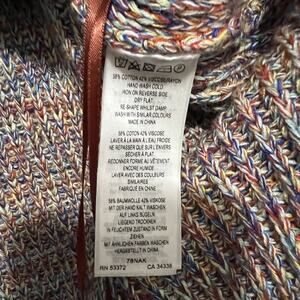 58% COTTON 42% VISCOSE/RAYON
HAND WASH COLD
IRON ON REVERSE SIDE
DRY FLAT
RE-SHAPE WHILST DAMP
WASH WITH SIMILAR COLOURS
MADE IN CHINA
58% COTON 42% VISCOSE
LAVER À LA MAIN À L'EAU FROIDE
NE REPASSER QUE SUR L'ENVERS
SÉCHER À PLAT
REDONNER FORME AU VÊTEMENT
ENCORE HUMIDE
LAVER AVEC DES COULEURS
SIMILAIRES
FABRIQUÉ EN CHINE
58% BAUMWOLLE 42% VISKOSE
MIT DER HAND KALT WASCHEN
AUF LINKS BÜGELN
LIEGEND TROCKNEN
IN FEUCHTEM ZUSTAND IN FORM
ZIEHEN
MIT ÄHNLICHEN FARBEN WASCHEN
HERGESTELLT IN CHINA
78NAK
RN 53372 CA 34338